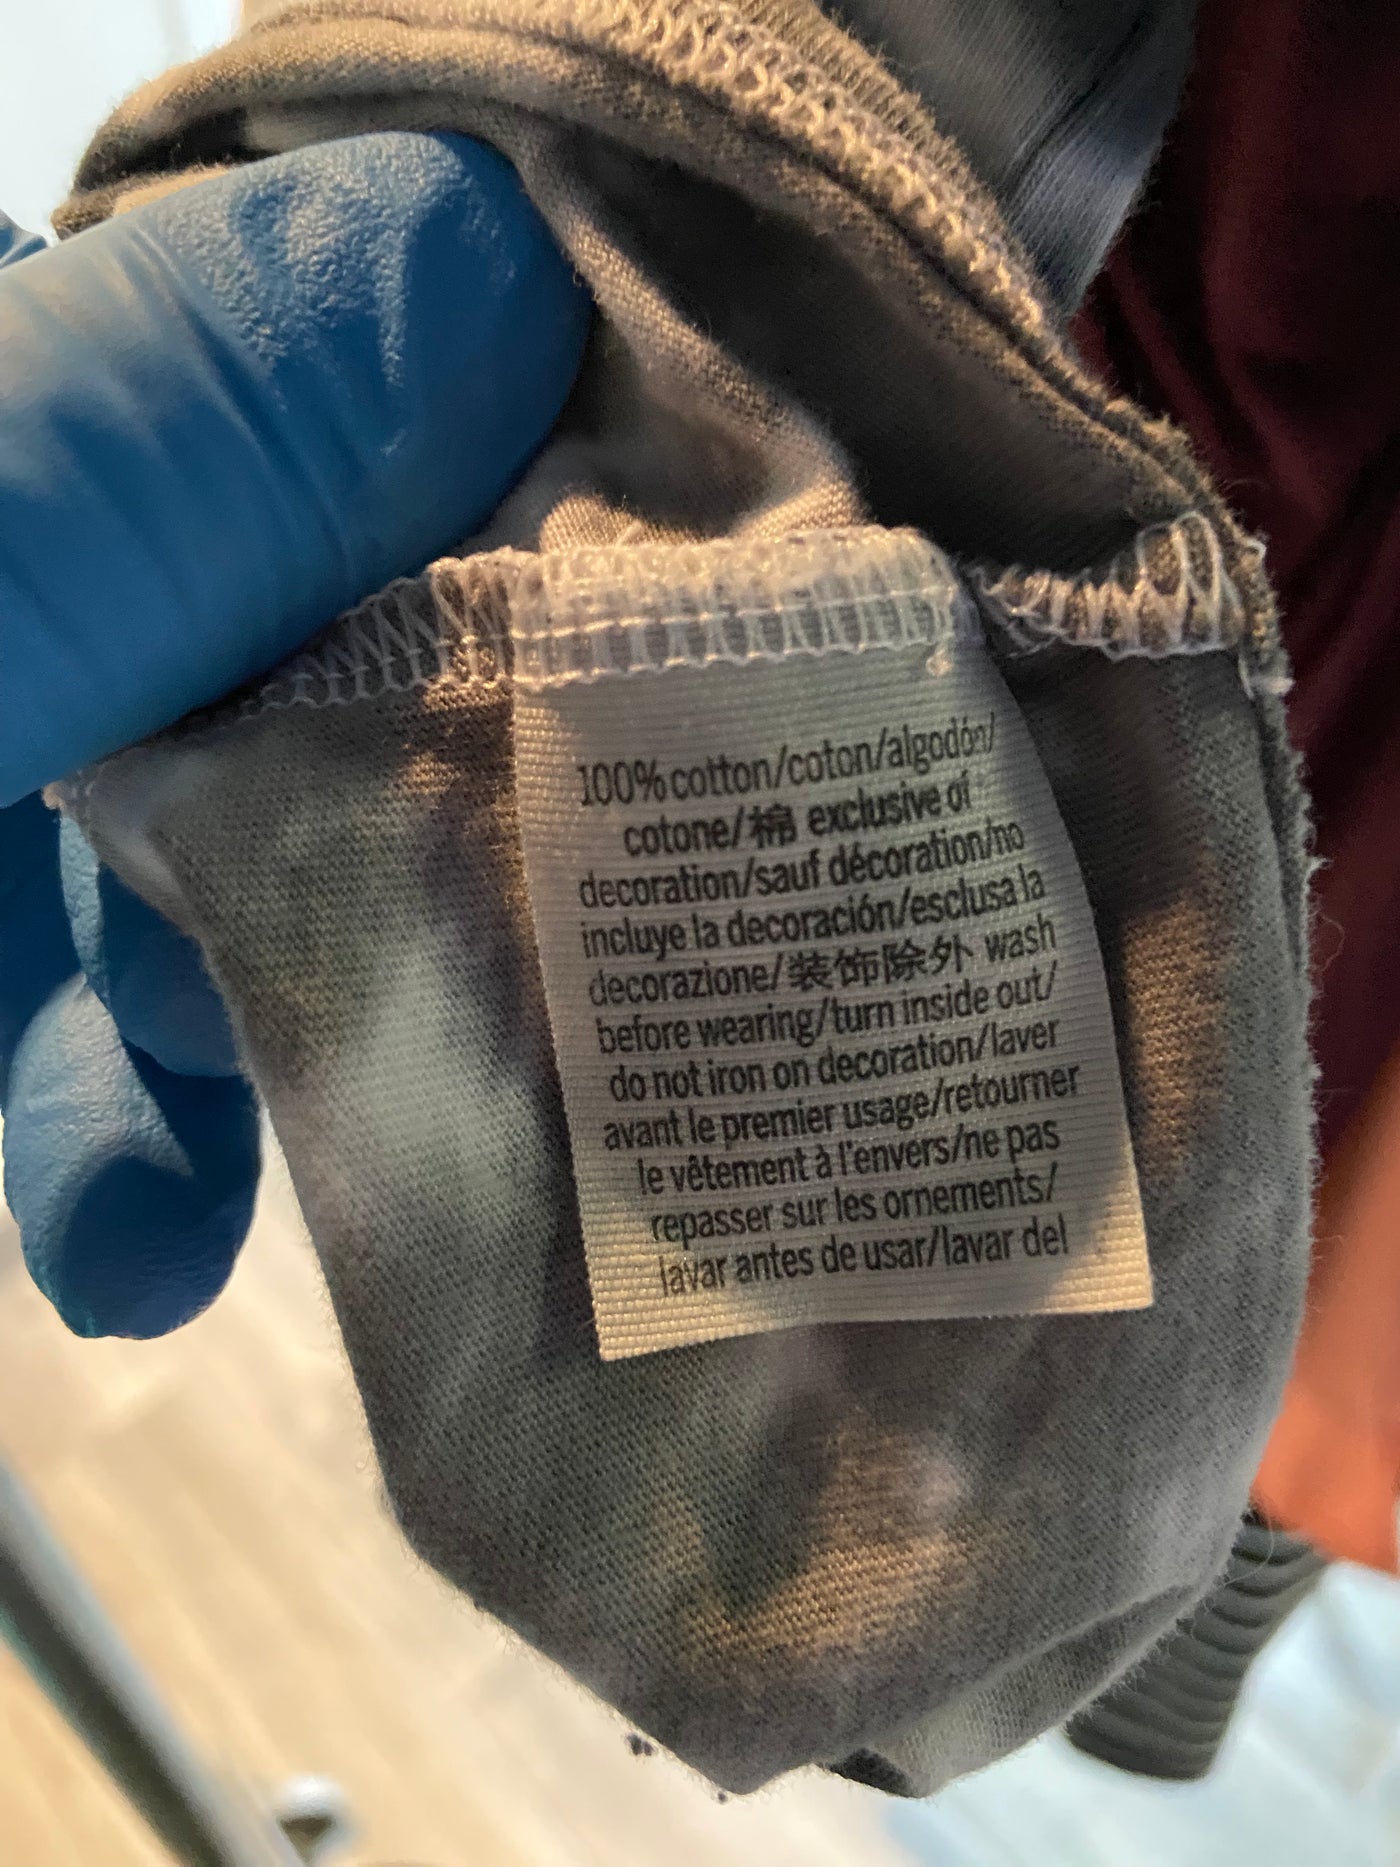 100% cotton/coton/algodón/
cotone/棉 exclusive of
decoration/sauf décoration/no
incluye la decoración/esclusa la
decorazione/装饰除外 wash
before wearing/turn inside out/
do not iron on decoration/laver
avant le premier usage/retourner
le vêtement à l'envers/ne pas
repasser sur les ornements/
lavar antes de usar/lavar del